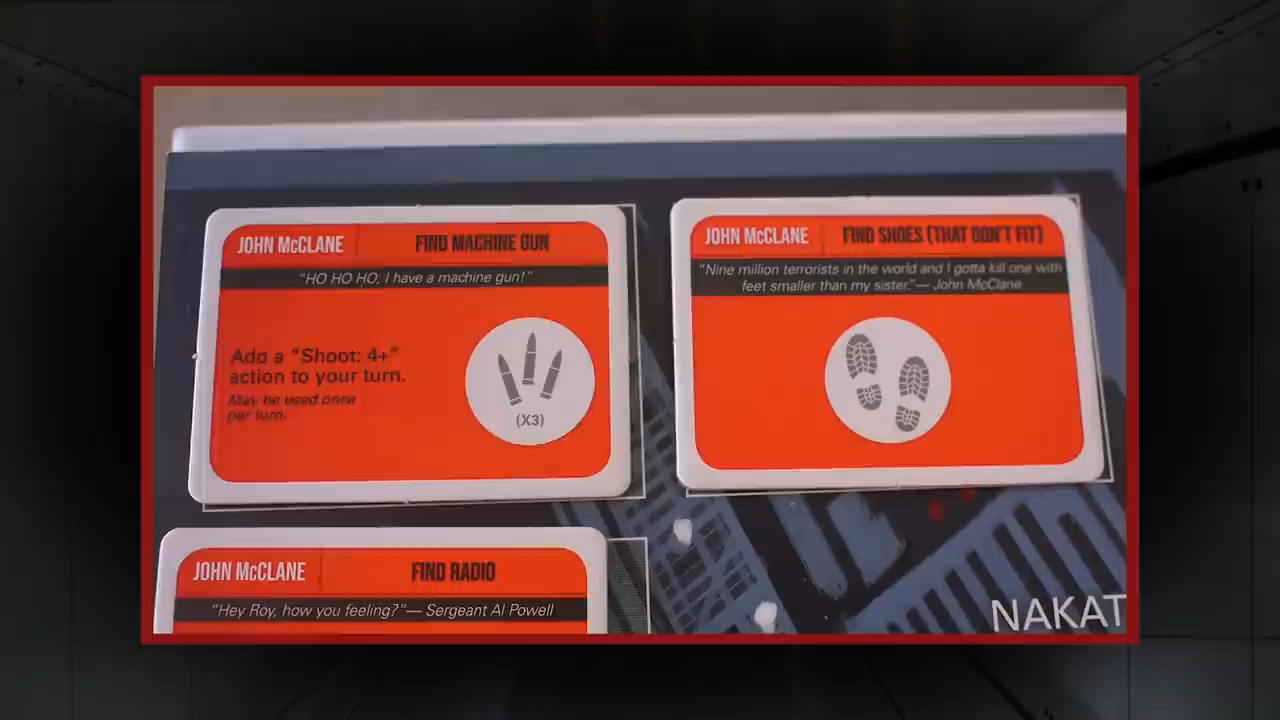 JOHN McCLANE FIND MACHINE GUN
"HO HO HO, I have a machine gun!"
Add a "Shoot: 4+"
action to your turn.
May be used once
per turn.
(X3)
JOHN McCLANE FIND SHOES (THAT DON'T FIT)
"Nine million terrorists in the world and I gotta kill one with
feet smaller than my sister."— John McClane
JOHN McCLANE FIND RADIO
"Hey Roy, how you feeling?"— Sergeant Al Powell
NAKAT